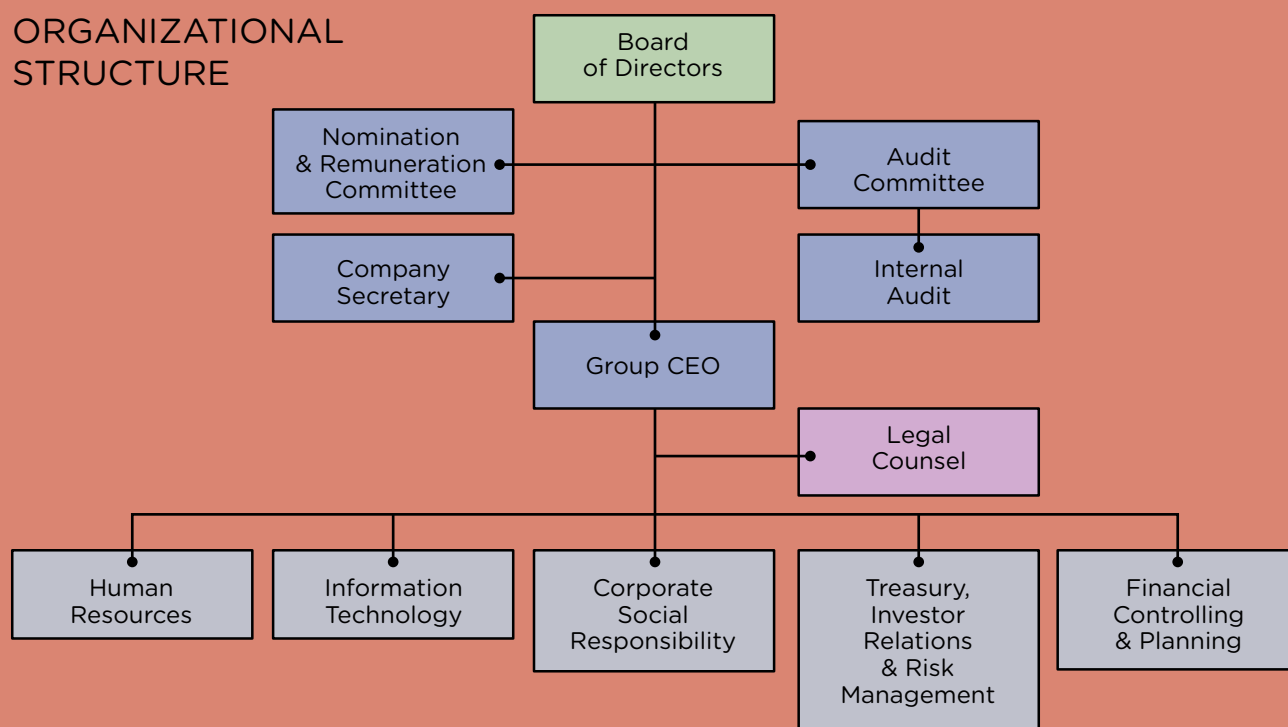 ORGANIZATIONAL
STRUCTURE
Board
of Directors
Nomination
& Remuneration
Committee
Audit
Committee
Company
Secretary
Internal
Audit
Group CEO
Legal
Counsel
Human
Resources
Information
Technology
Corporate
Social
Responsibility
Treasury,
Investor
Relations
& Risk
Management
Financial
Controlling
& Planning